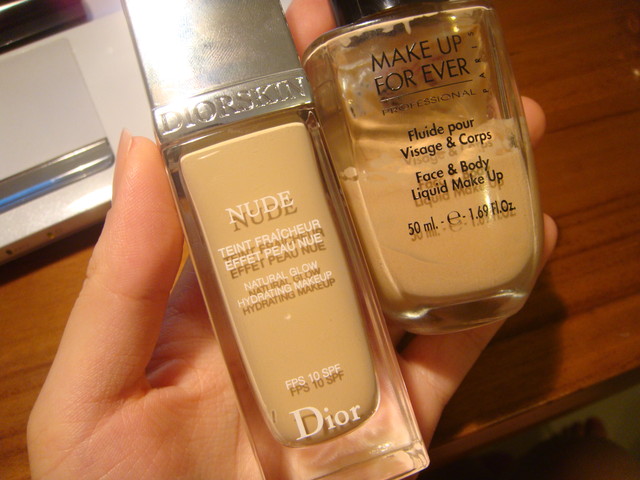 DIORSKIN
NUDE
TEINT FRAÎCHEUR
EFFET PEAU NUE
NATURAL GLOW
HYDRATING MAKEUP
FPS 10 SPF
Dior
MAKE UP
FOR EVER
PROFESSIONAL
PARIS
Fluide pour
Visage & Corps
Face & Body
Liquid Make Up
50 ml. - e - 1.69 Fl.Oz.